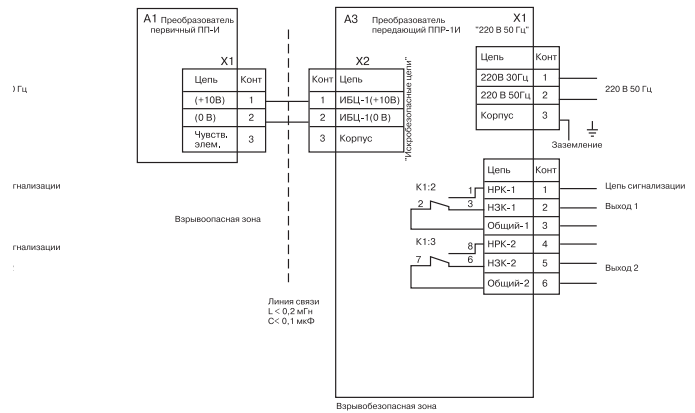 А1 Преобразователь
первичный ПП-И
X1
Цепь Конт
(+10В) 1
(0 В) 2
Чувств.
элем. 3
Взрывоопасная зона
Линия связи
L < 0,2 мГн
C< 0,1 мкФ
А3 Преобразователь
передающий ППР-1И
X1
"220 В 50 Гц"
X2
Конт Цепь
1 ИБЦ-1(+10В)
2 ИБЦ-1(0 В)
3 Корпус
"Искробезопасные цепи"
Цепь Конт
220В 30Гц 1
220 В 50Гц 2
Корпус 3
220 В 50 Гц
Заземление
Цепь Конт
К1:2
1 НРК-1 1
2 3 НЗК-1 2
Общий-1 3
К1:3
8 НРК-2 4
7 6 НЗК-2 5
Общий-2 6
Цепь сигнализации
Выход 1
Выход 2
) Гц
гнализации
гнализации
Взрывобезопасная зона